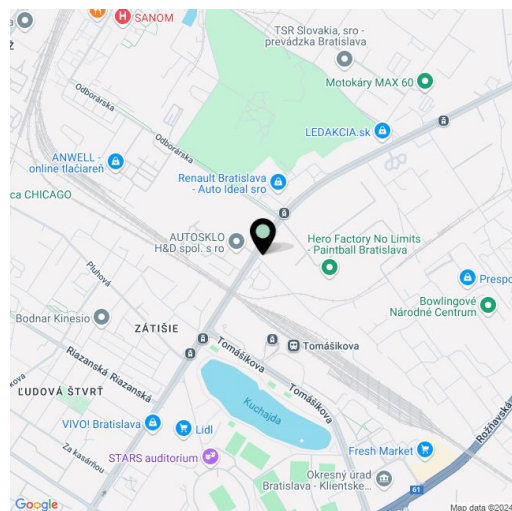 SANOM
TSR Slovakia, sro -
prevádzka Bratislava
Motokáry MAX 60
Odborárska
LEDAKCIA.sk
Odborárska
ANWELL -
online tlačiareň
Renault Bratislava
- Auto Ideal sro
ca CHICAGO
AUTOSKLO
H&D spol. s ro
Hero Factory No Limits
- Paintball Bratislava
Pluhová
Prespo
Bowlingové
Národné Centrum
Bodnar Kinesio
ZÁTIŠIE
Tomášikova
Tomášikova
Riazanská
Riazanská
Tomášikova
ĽUDOVÁ ŠTVRŤ
Kuchajda
VIVO! Bratislava
Lidl
Rožňavská
Za kasárňou
STARS auditorium
Fresh Market
Okresný úrad
Bratislava - Klientske...
61
Google
Map data ©2024